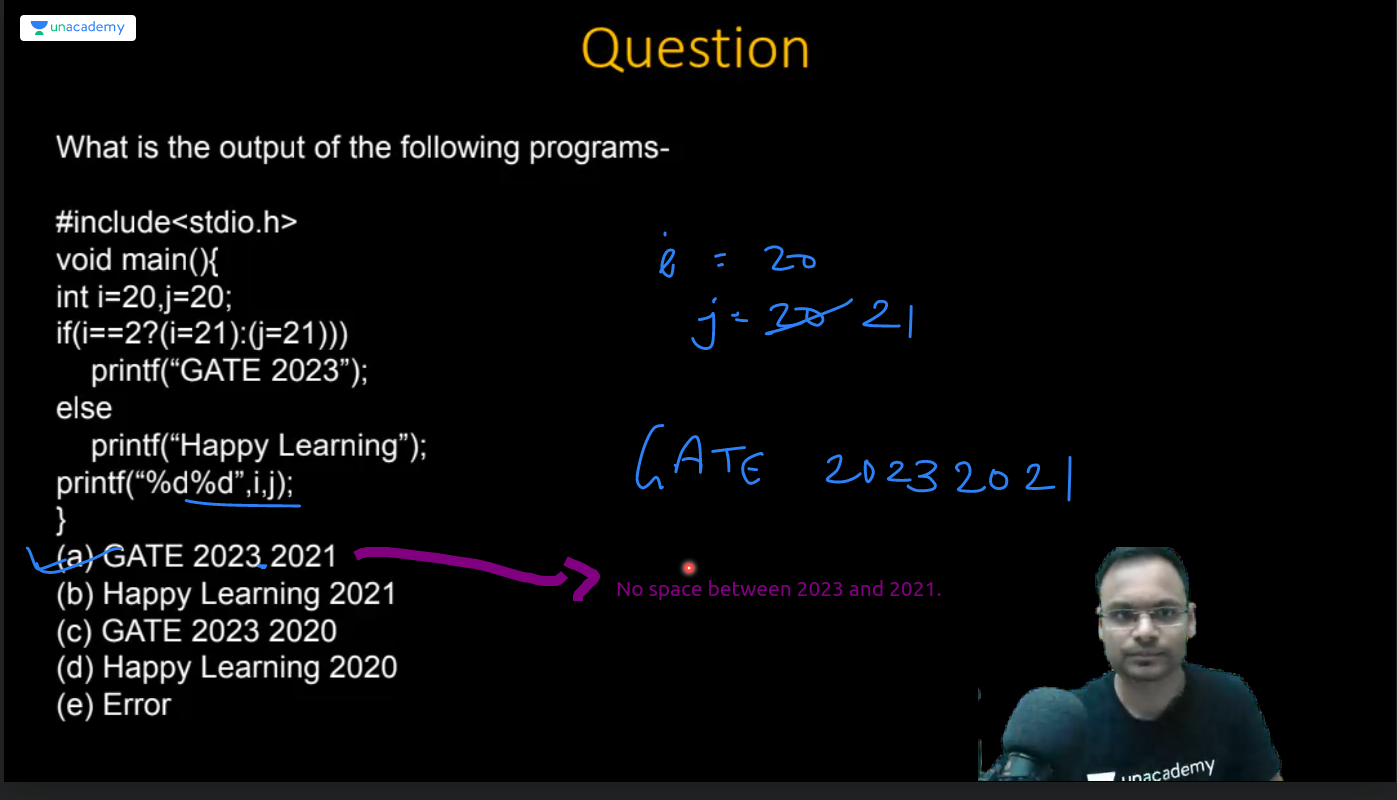 unacademy
Question
What is the output of the following programs-
#include<stdio.h>
void main(){
int i=20,j=20;
if(i==2?(i=21):(j=21)))
printf(“GATE 2023”);
else
printf(“Happy Learning”);
printf(“%d%d”,i,j);
}
(a) GATE 2023 2021
(b) Happy Learning 2021
(c) GATE 2023 2020
(d) Happy Learning 2020
(e) Error
i = 20
j = 20 21
GATE 20232021
No space between 2023 and 2021.
unacademy